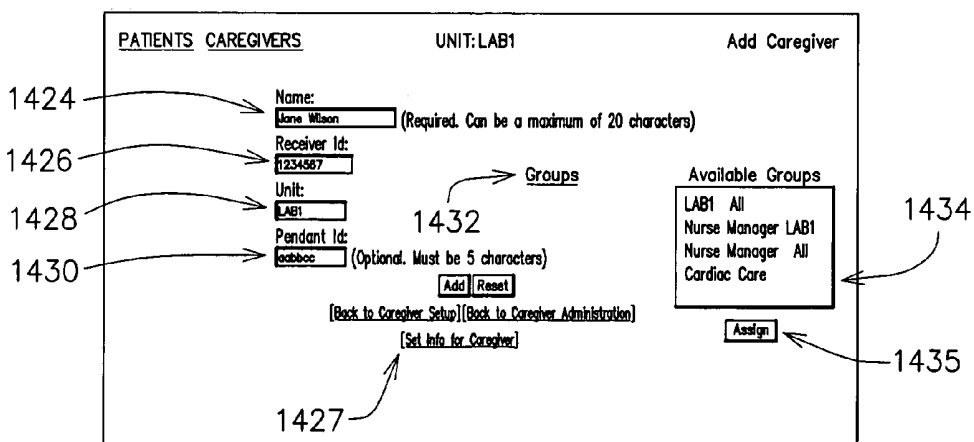 PATIENTS CAREGIVERS UNIT:LAB1 Add Caregiver
1424
Name:
Jane Wilson (Required. Can be a maximum of 20 characters)
1426
Receiver Id:
1234567
Groups
Available Groups
1428
Unit:
LAB1
1432
LAB1 All
Nurse Manager LAB1
Nurse Manager All
Cardiac Care
1434
1430
Pendant Id:
aabbcc (Optional. Must be 5 characters)
Add Reset
[Back to Caregiver Setup][Back to Caregiver Administration]
[Set Info for Caregiver]
Assign
1435
1427